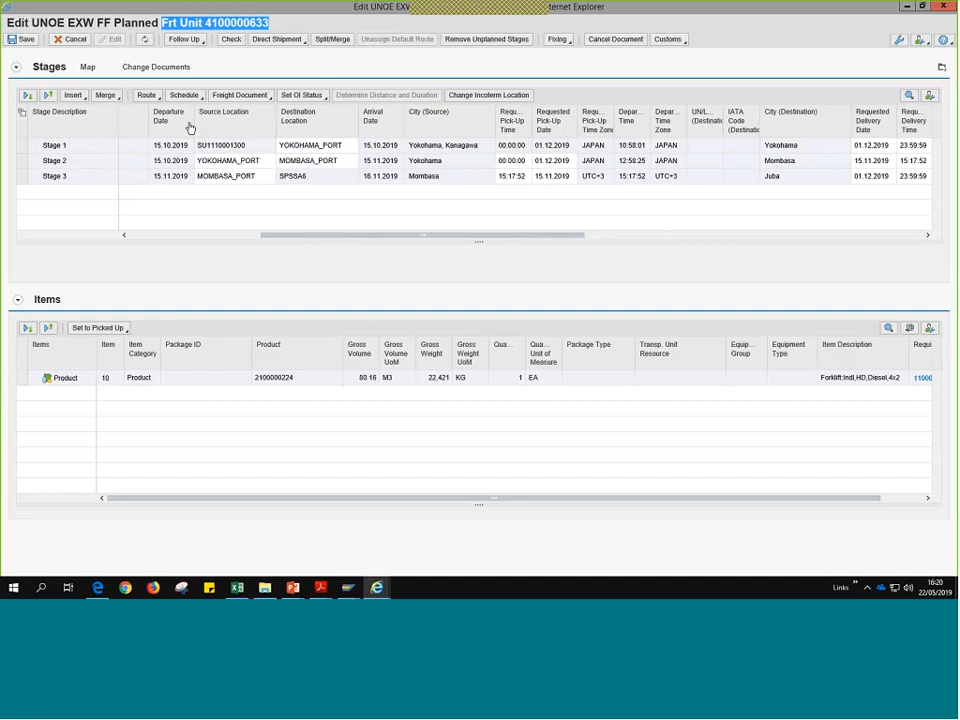 Edit UNOE EXW
ternet Explorer
Edit UNOE EXW FF Planned Frt Unit 4100000633
Save Cancel Edit Follow Up Check Direct Shipment Split/Merge Unassign Default Route Remove Unplanned Stages Fixing Cancel Document Customs
Stages Map Change Documents
Insert Merge Route Schedule Freight Document Set OI Status Determine Distance and Duration Change Incoterm Location
Stage Description Departure Date Source Location Destination Location Arrival Date City (Source) Requ... Pick-Up Time Requested Pick-Up Date Requ... Pick-Up Time Zone Depar... Time Depar... Time Zone UN/L... (Destinatio IATA Code (Destinatio City (Destination) Requested Delivery Date Requ... Delivery Time
Stage 1 15.10.2019 SU1110001300 YOKOHAMA_PORT 15.10.2019 Yokohama, Kanagawa 00:00:00 01.12.2019 JAPAN 10:58:01 JAPAN Yokohama 01.12.2019 23:59:59
Stage 2 15.10.2019 YOKOHAMA_PORT MOMBASA_PORT 15.11.2019 Yokohama 00:00:00 01.12.2019 JAPAN 12:58:25 JAPAN Mombasa 15.11.2019 15:17:52
Stage 3 15.11.2019 MOMBASA_PORT SPSSA6 16.11.2019 Mombasa 15:17:52 15.11.2019 UTC+3 15:17:52 UTC+3 Juba 01.12.2019 23:59:59
Items
Set to Picked Up
Items Item Item Category Package ID Product Gross Volume Gross Volume UoM Gross Weight Gross Weight UoM Qua... Qua... Unit of Measure Package Type Transp. Unit Resource Equip... Group Equipment Type Item Description Requi
Product 10 Product 2100000224 80.16 M3 22,421 KG 1 EA Forklift:Indl,HD,Diesel,4x2 11000
Links » 16:20
22/05/2019